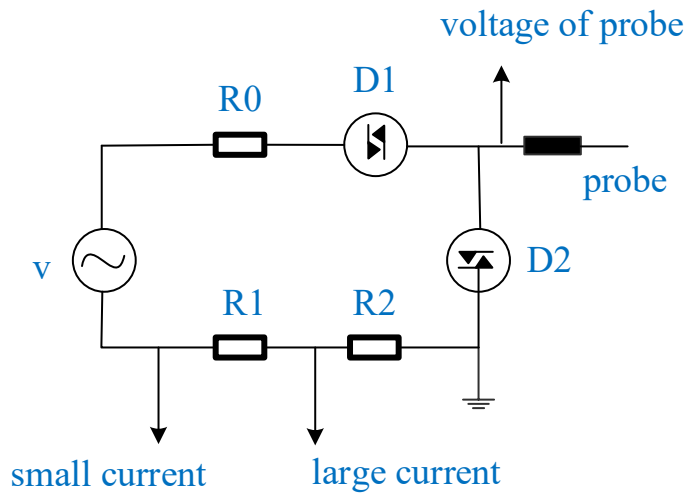 voltage of probe
D1
R0
probe
v
D2
R1
R2
small current
large current